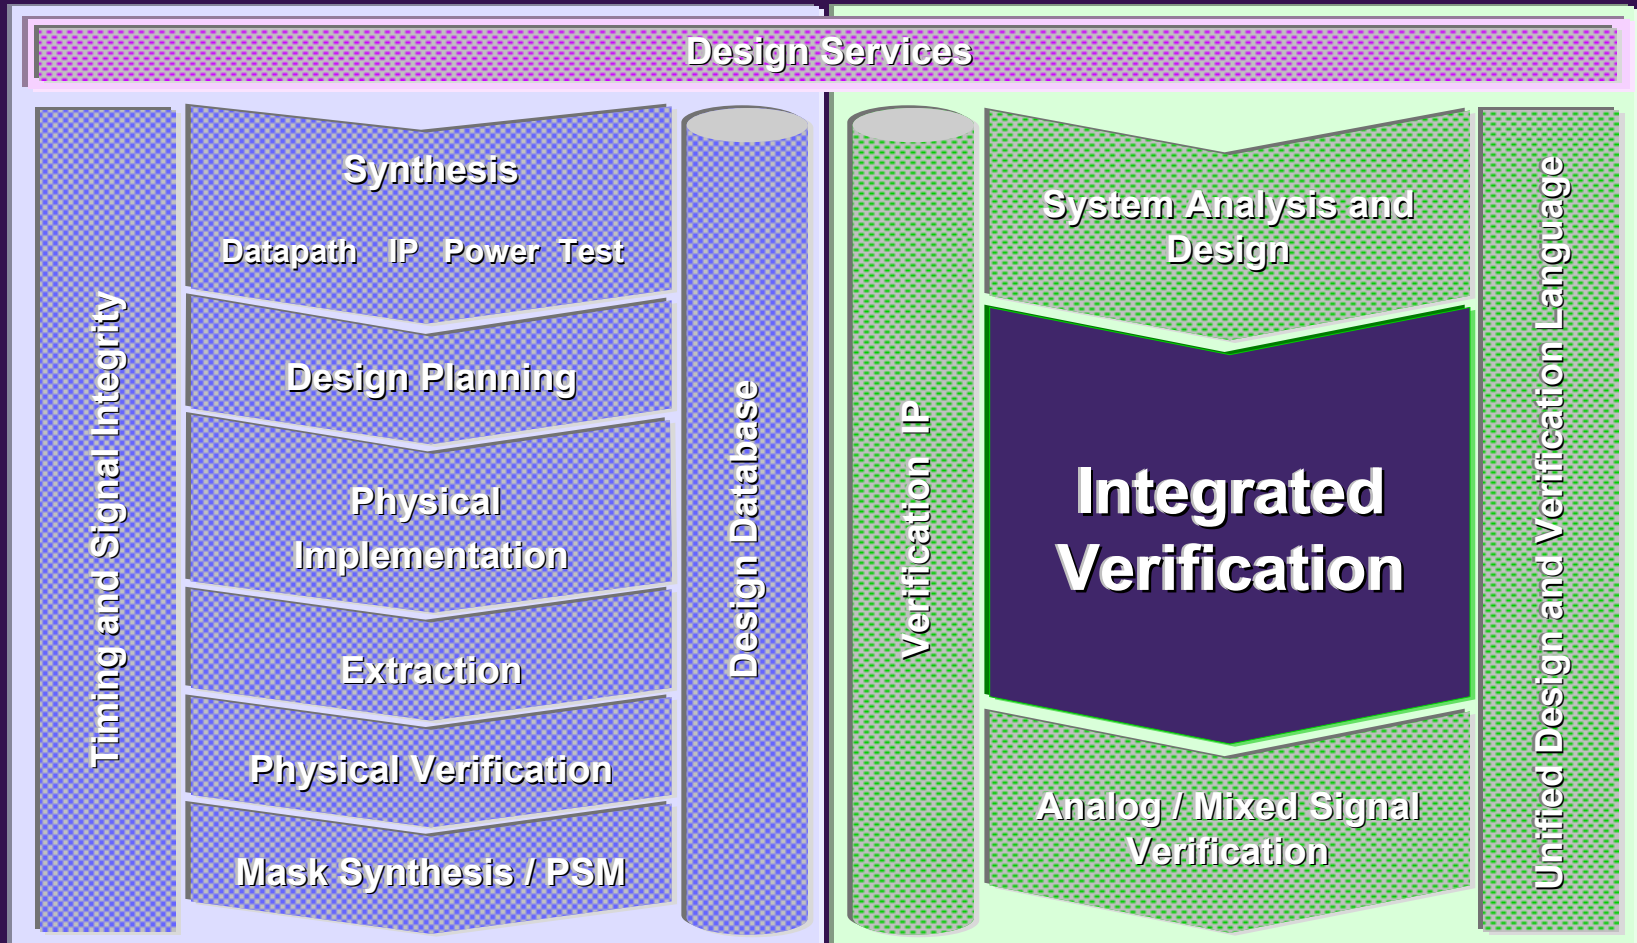 Design Services
Timing and Signal Integrity
Synthesis
Datapath IP Power Test
Design Planning
Physical
Implementation
Extraction
Physical Verification
Mask Synthesis / PSM
Design Database
Verification IP
System Analysis and
Design
Integrated
Verification
Analog / Mixed Signal
Verification
Unified Design and Verification Language